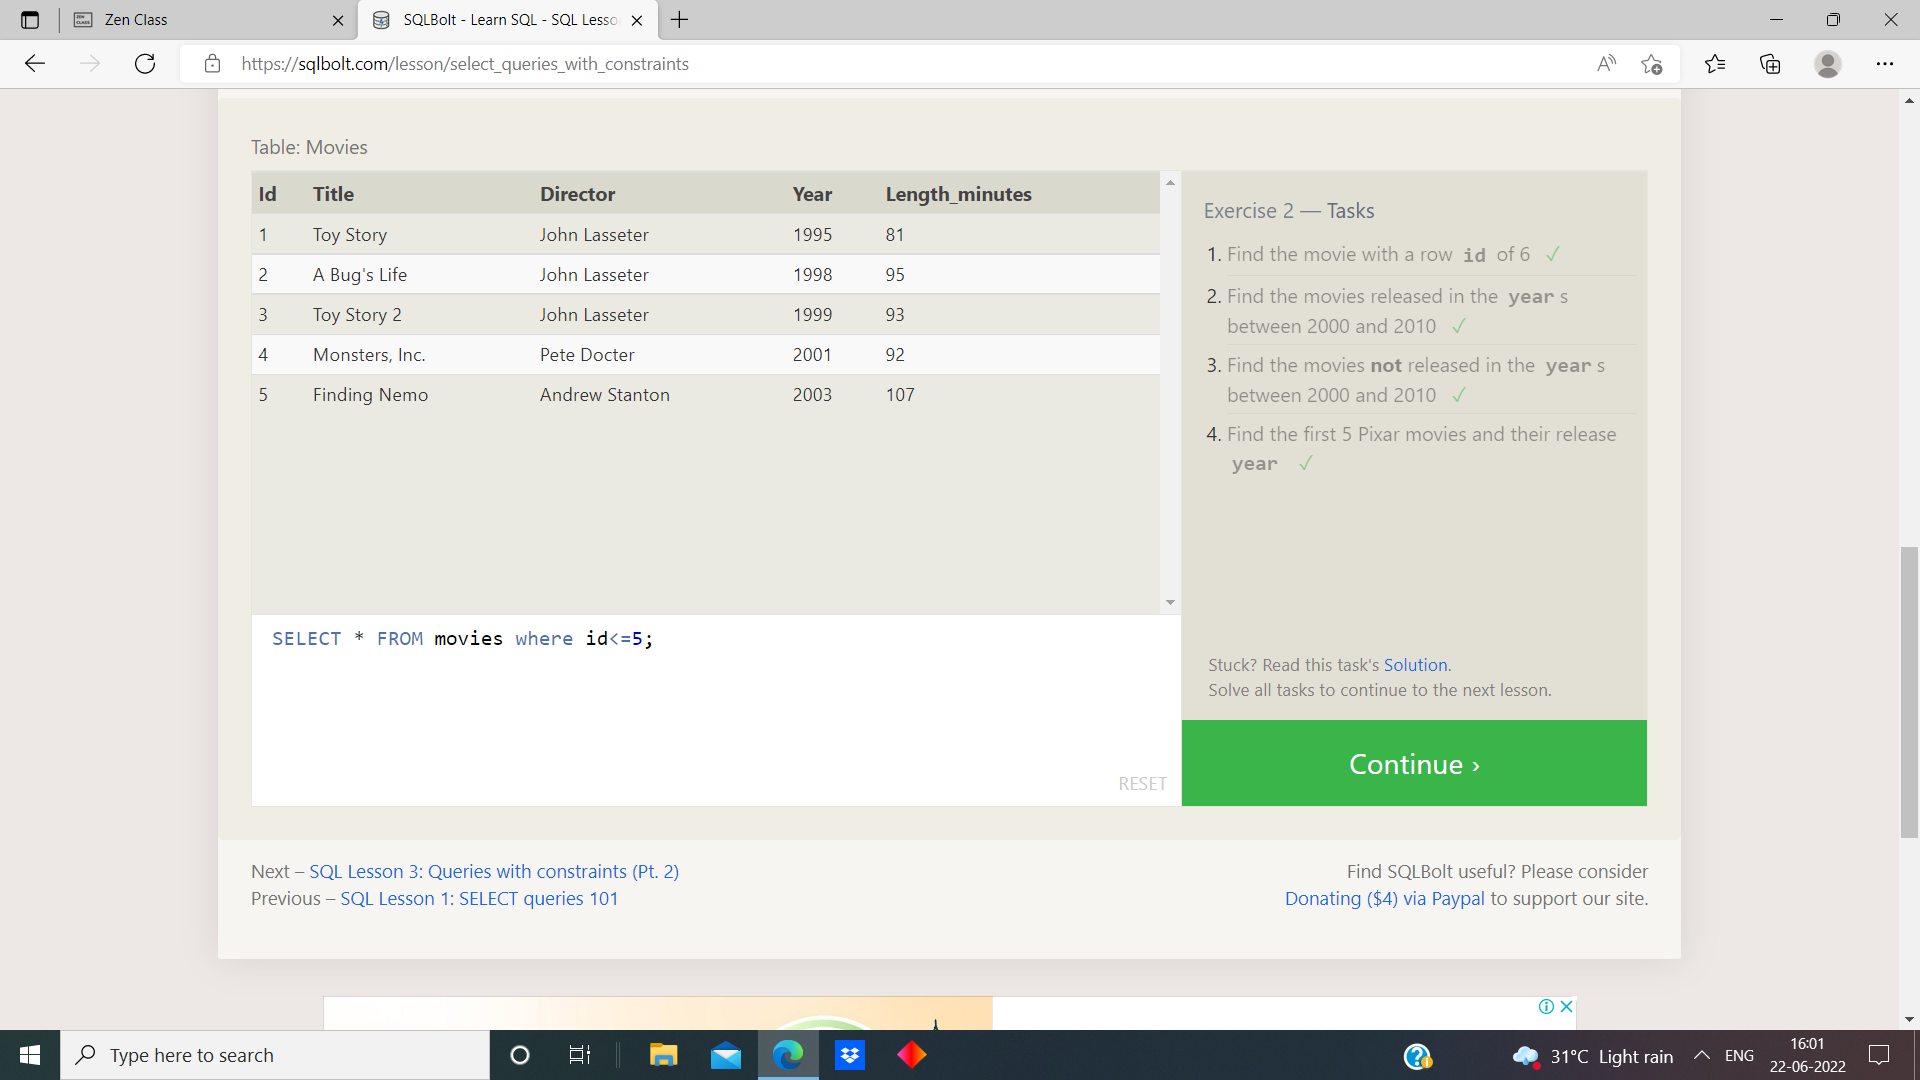 Zen Class
SQLBolt - Learn SQL - SQL Lesso
https://sqlbolt.com/lesson/select_queries_with_constraints
Table: Movies
Id Title Director Year Length_minutes
1 Toy Story John Lasseter 1995 81
2 A Bug's Life John Lasseter 1998 95
3 Toy Story 2 John Lasseter 1999 93
4 Monsters, Inc. Pete Docter 2001 92
5 Finding Nemo Andrew Stanton 2003 107
SELECT * FROM movies where id<=5;
RESET
Exercise 2 — Tasks
1. Find the movie with a row id of 6 ✓
2. Find the movies released in the year s
between 2000 and 2010 ✓
3. Find the movies not released in the year s
between 2000 and 2010 ✓
4. Find the first 5 Pixar movies and their release
year ✓
Stuck? Read this task's Solution.
Solve all tasks to continue to the next lesson.
Continue ›
Next – SQL Lesson 3: Queries with constraints (Pt. 2)
Previous – SQL Lesson 1: SELECT queries 101
Find SQLBolt useful? Please consider
Donating ($4) via Paypal to support our site.
Type here to search
31°C Light rain
ENG
16:01
22-06-2022